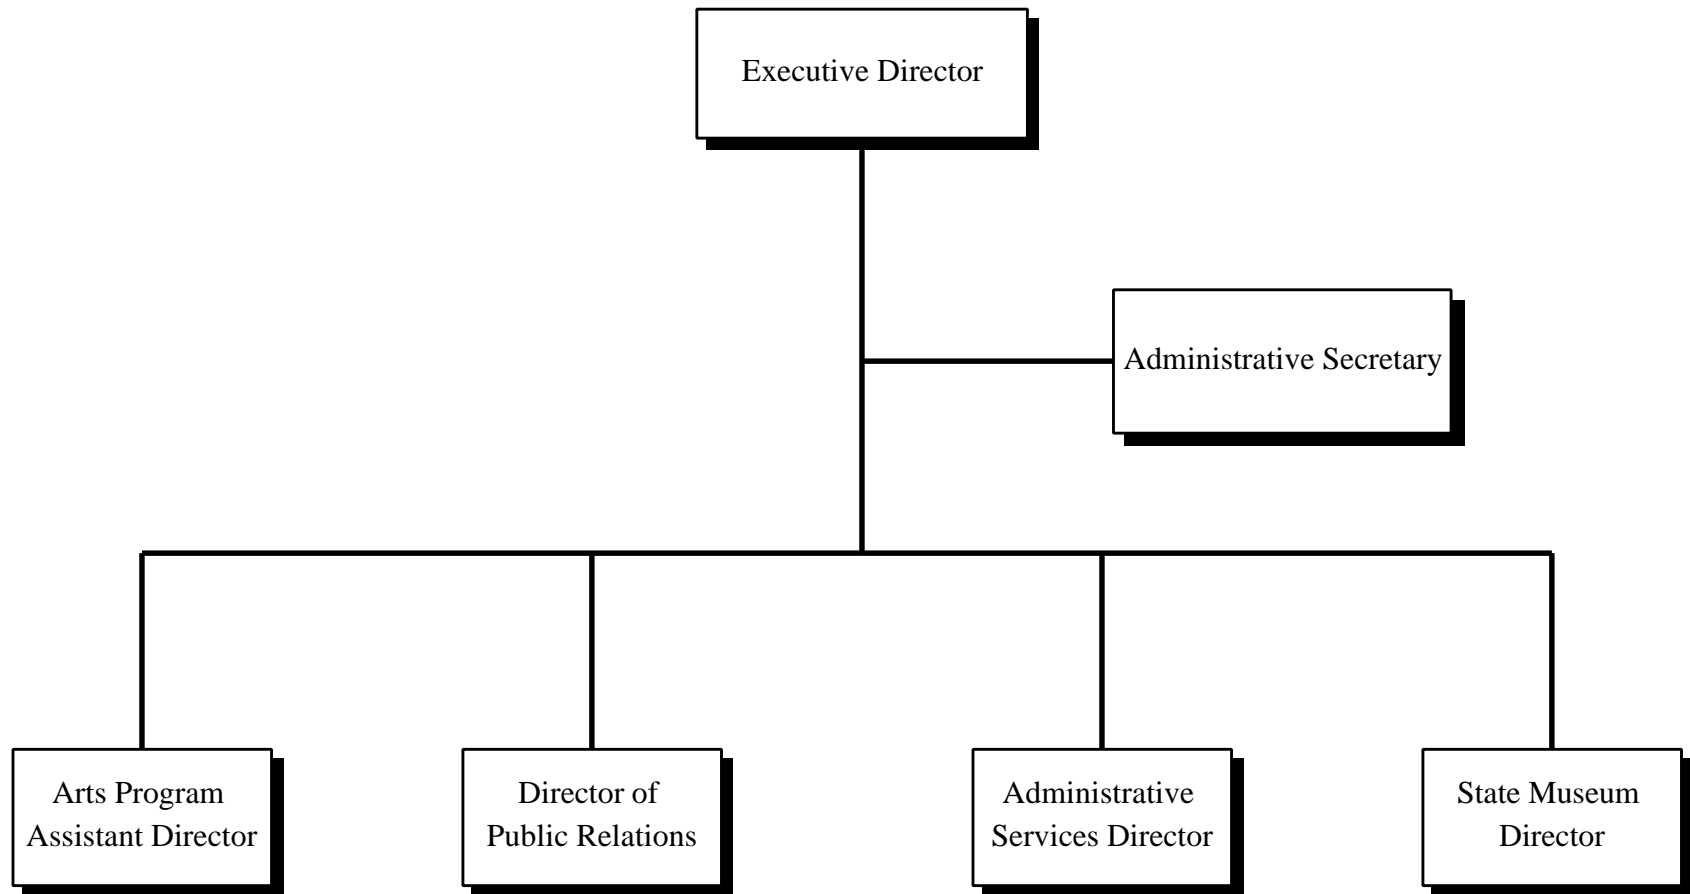 Executive Director
Administrative Secretary
Arts Program
Assistant Director
Director of
Public Relations
Administrative
Services Director
State Museum
Director